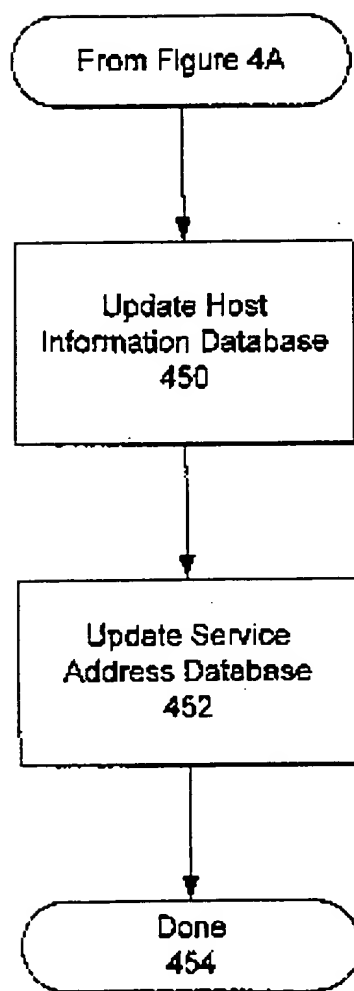 From Figure 4A
Update Host
Information Database
450
Update Service
Address Database
452
Done
454